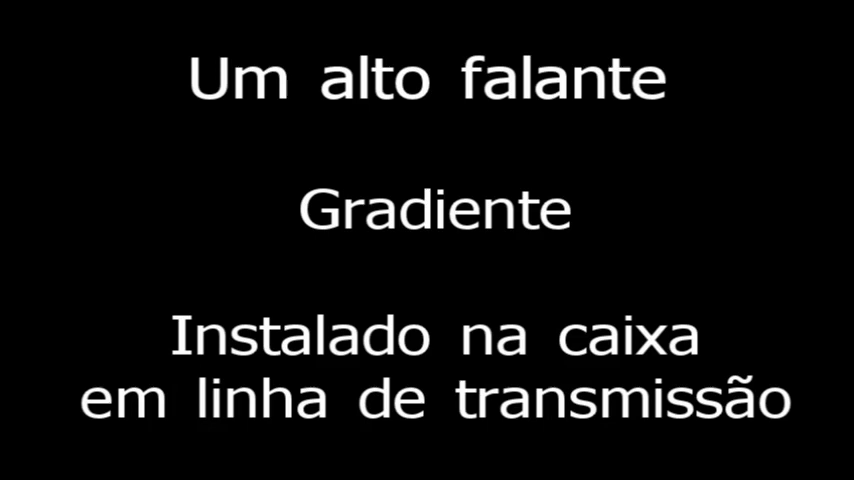 Um alto falante
Gradiente
Instalado na caixa
em linha de transmissão